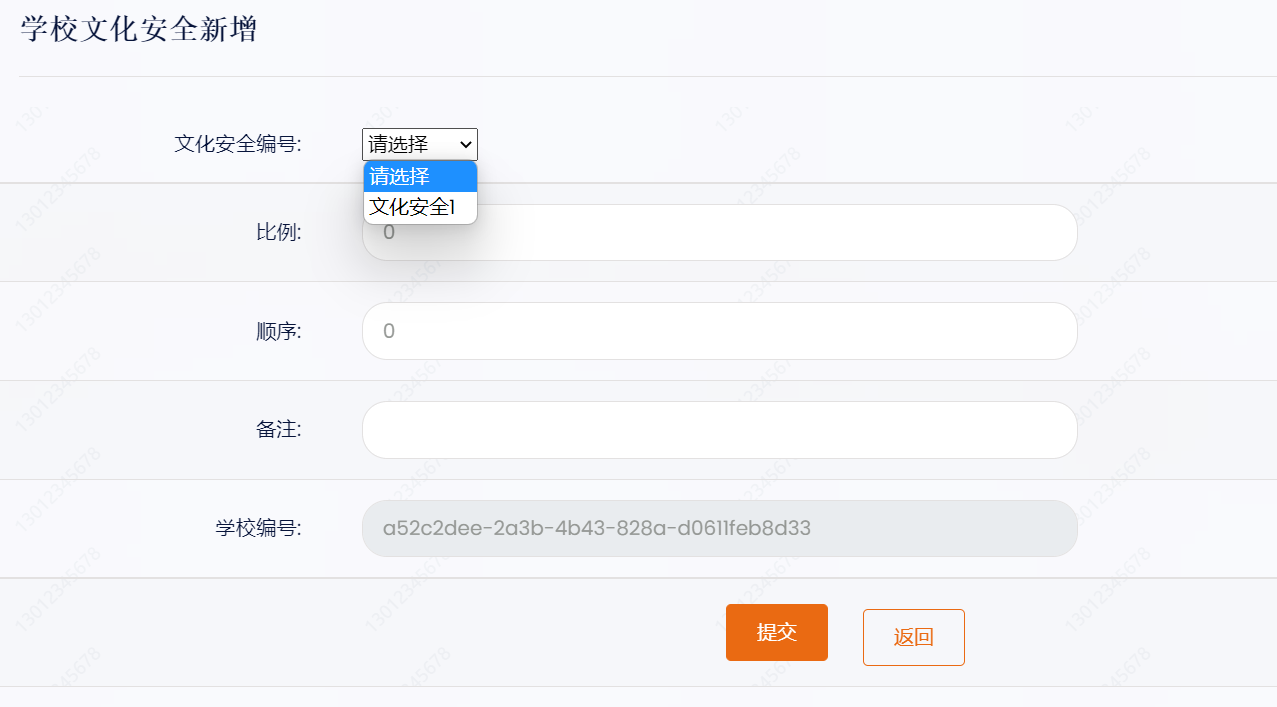 学校文化安全新增
文化安全编号:
请选择
请选择
文化安全1
比例:
0
顺序:
0
备注:
学校编号:
a52c2dee-2a3b-4b43-828a-d0611feb8d33
提交
返回
13012345678